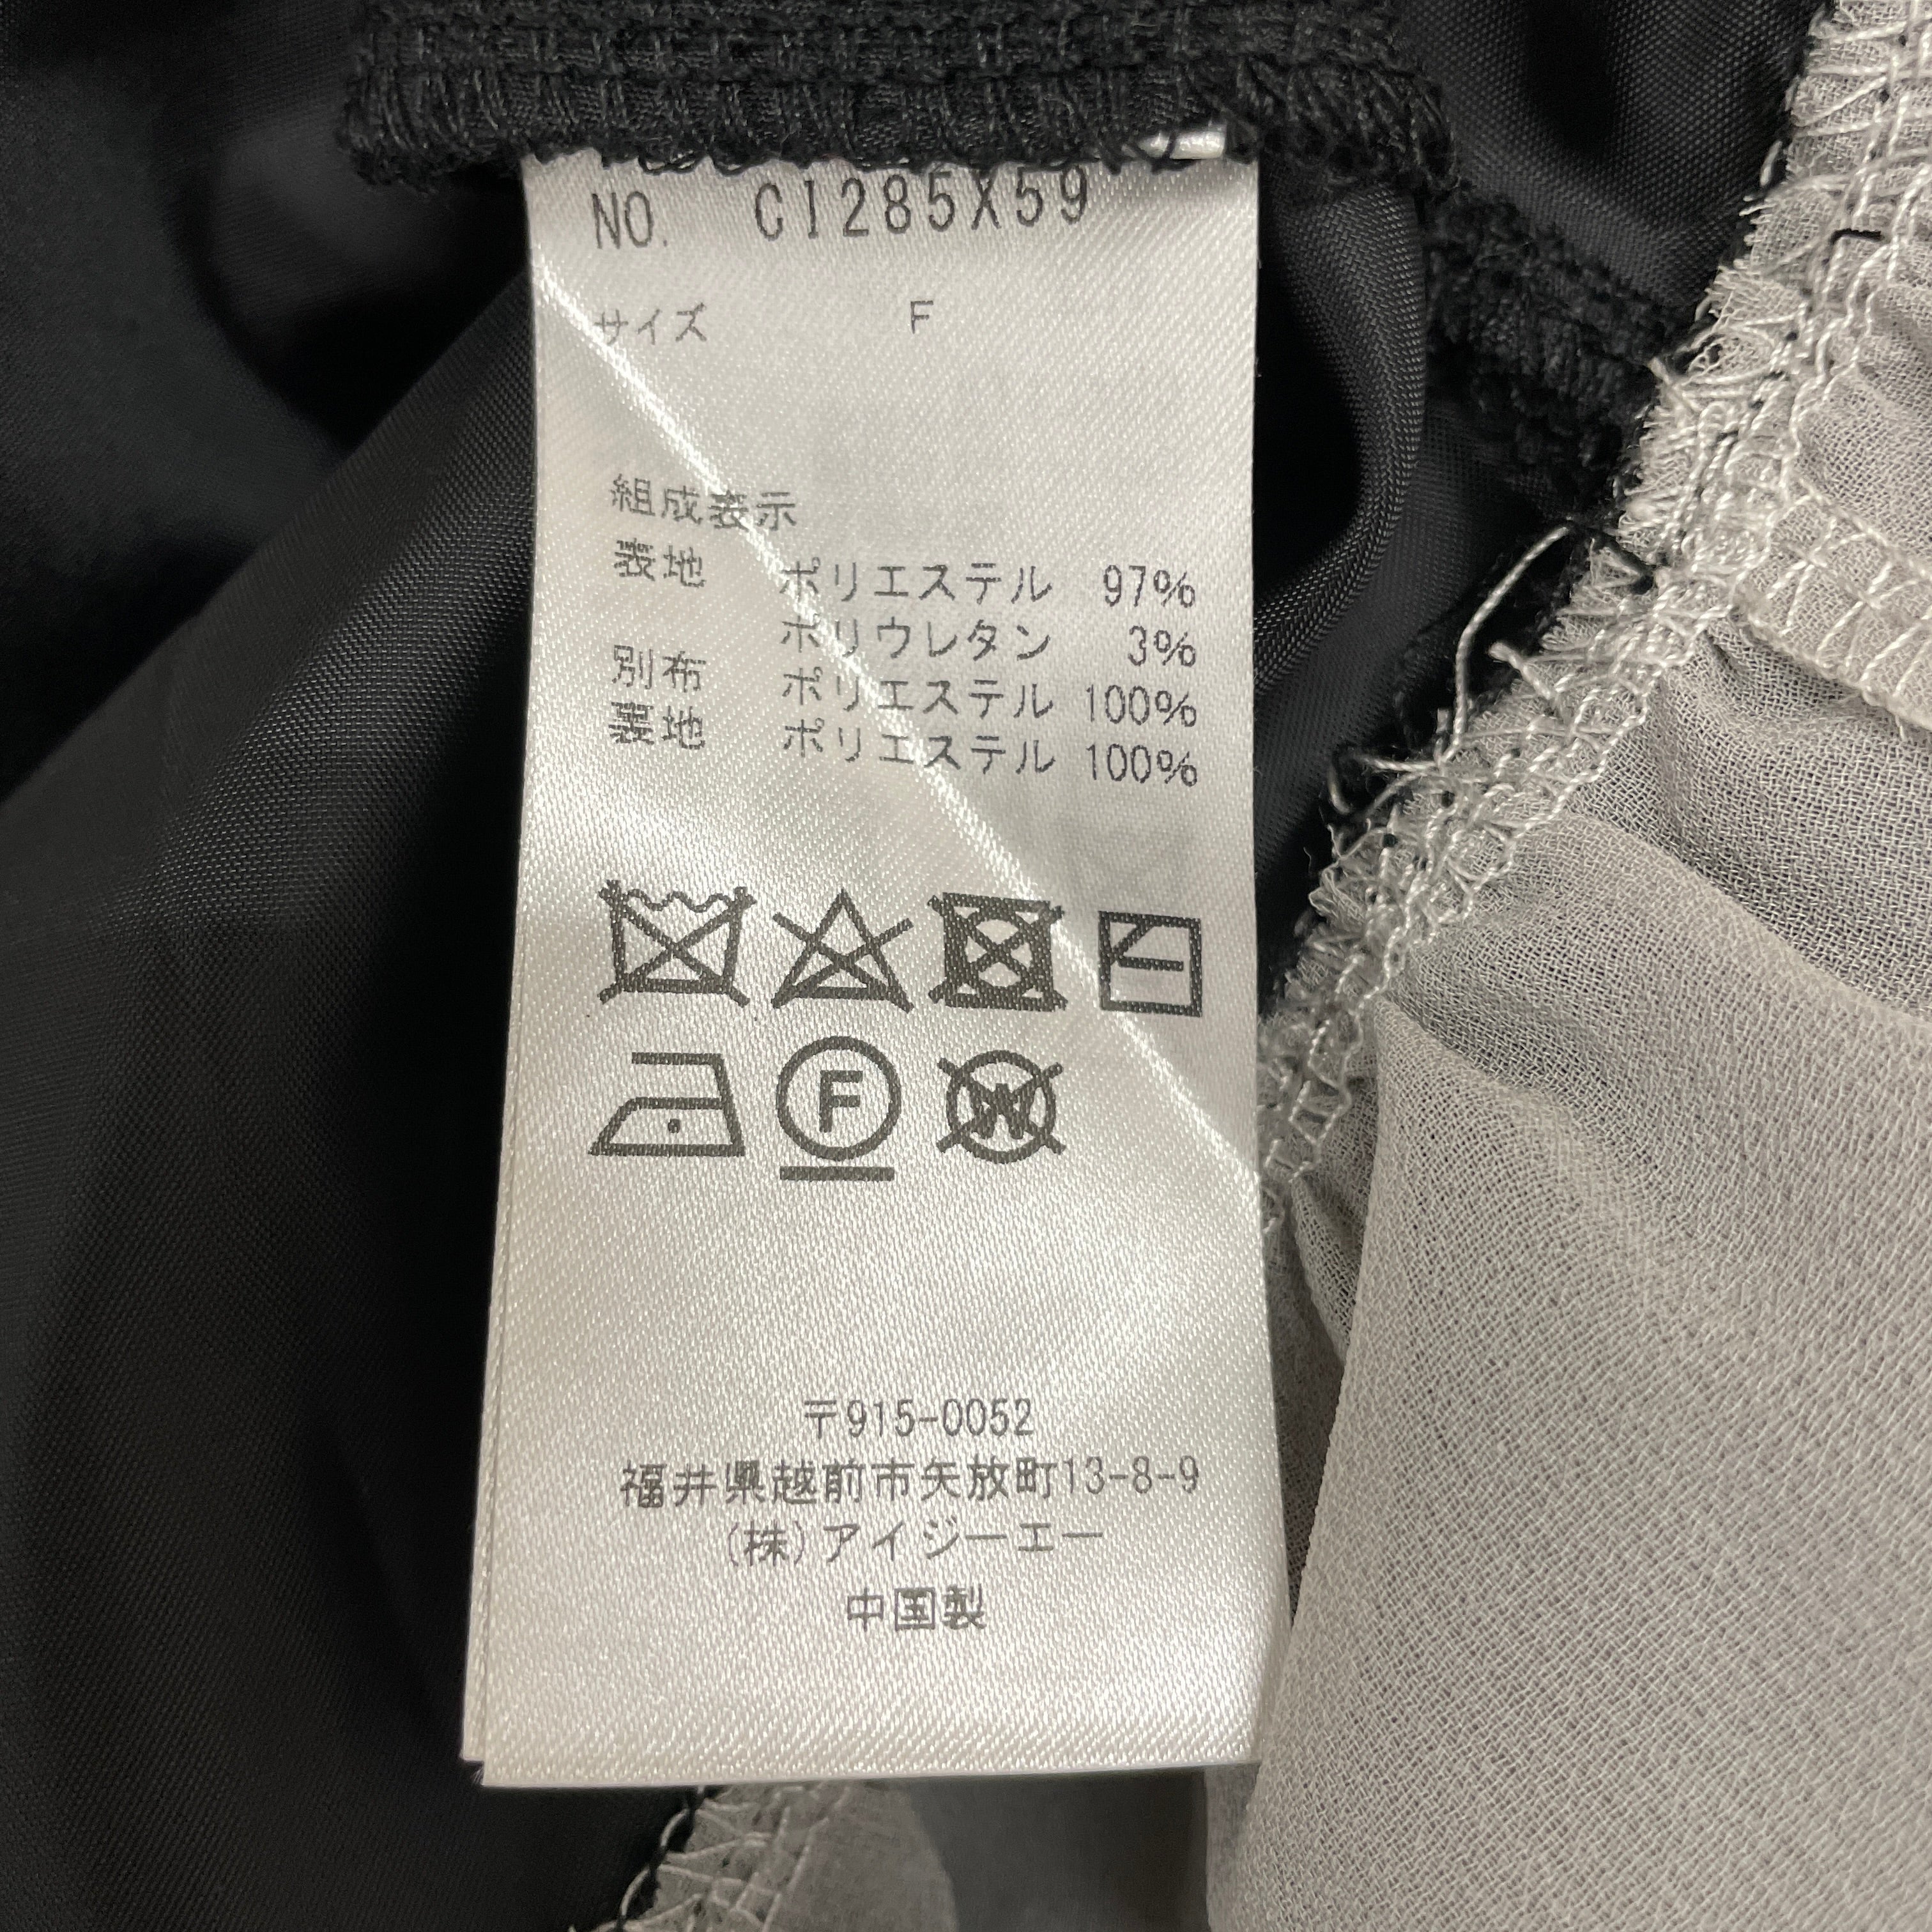 NO. CI285X59
サイズ F
組成表示
表地 ポリエステル 97%
ポリウレタン 3%
別布 ポリエステル 100%
裏地 ポリエステル 100%
F
W
〒915-0052
福井県越前市矢放町13-8-9
(株)アイジーエー
中国製